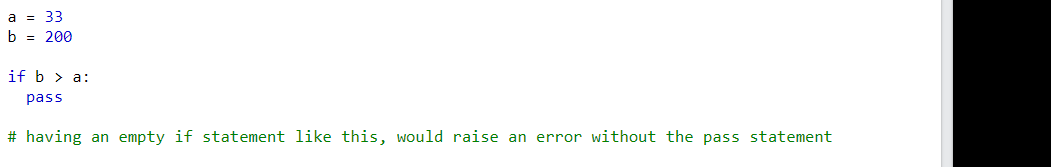 a = 33
b = 200
if b > a:
  pass
# having an empty if statement like this, would raise an error without the pass statement